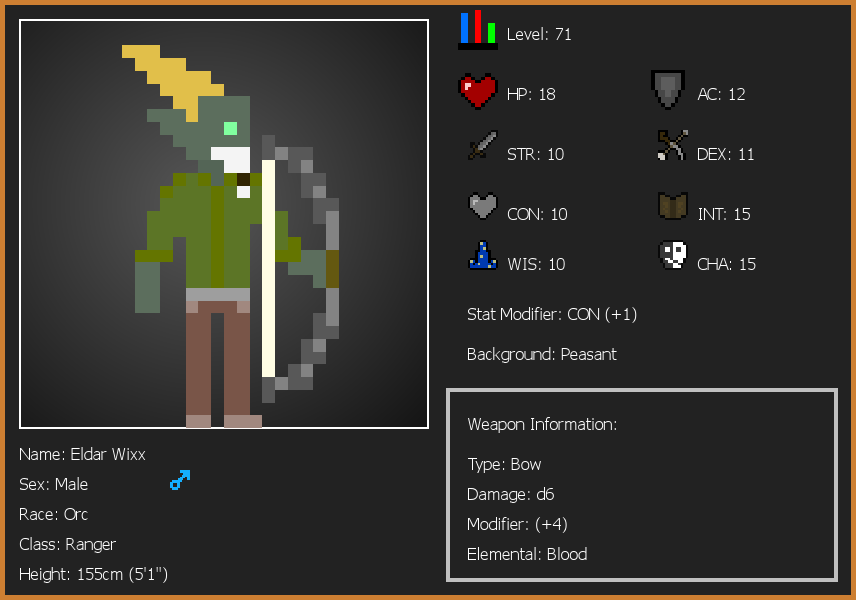 Level: 71
HP: 18
AC: 12
STR: 10
DEX: 11
CON: 10
INT: 15
WIS: 10
CHA: 15
Stat Modifier: CON (+1)
Background: Peasant
Weapon Information:
Type: Bow
Damage: d6
Modifier: (+4)
Elemental: Blood
Name: Eldar Wixx
Sex: Male
Race: Orc
Class: Ranger
Height: 155cm (5'1")